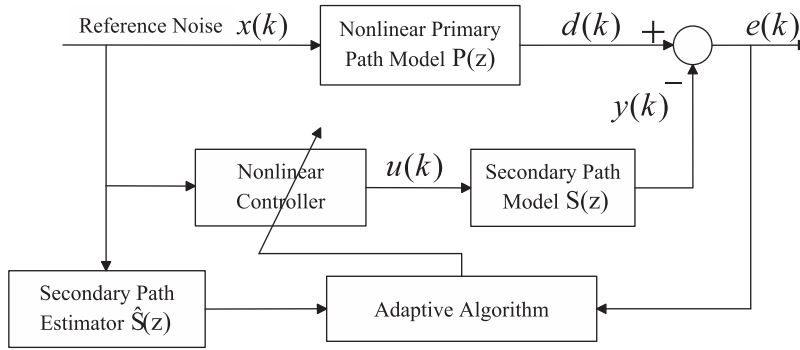 Reference Noise x(k)
Nonlinear Primary
Path Model P(z)
d(k)
+
e(k)
y(k)
−
Nonlinear
Controller
u(k)
Secondary Path
Model S(z)
Secondary Path
Estimator Ŝ(z)
Adaptive Algorithm